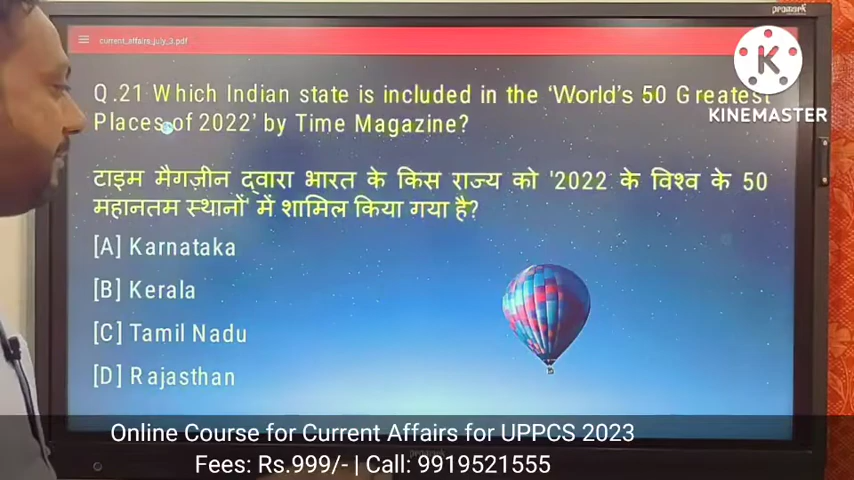 promark
current_affairs_july_3.pdf
Q.21 Which Indian state is included in the ‘World’s 50 Greatest
Places of 2022’ by Time Magazine?
टाइम मैगज़ीन द्वारा भारत के किस राज्य को '2022 के विश्व के 50
महानतम स्थानों' में शामिल किया गया है?
[A] Karnataka
[B] Kerala
[C] Tamil Nadu
[D] Rajasthan
K
KINEMASTER
Online Course for Current Affairs for UPPCS 2023
Fees: Rs.999/- | Call: 9919521555